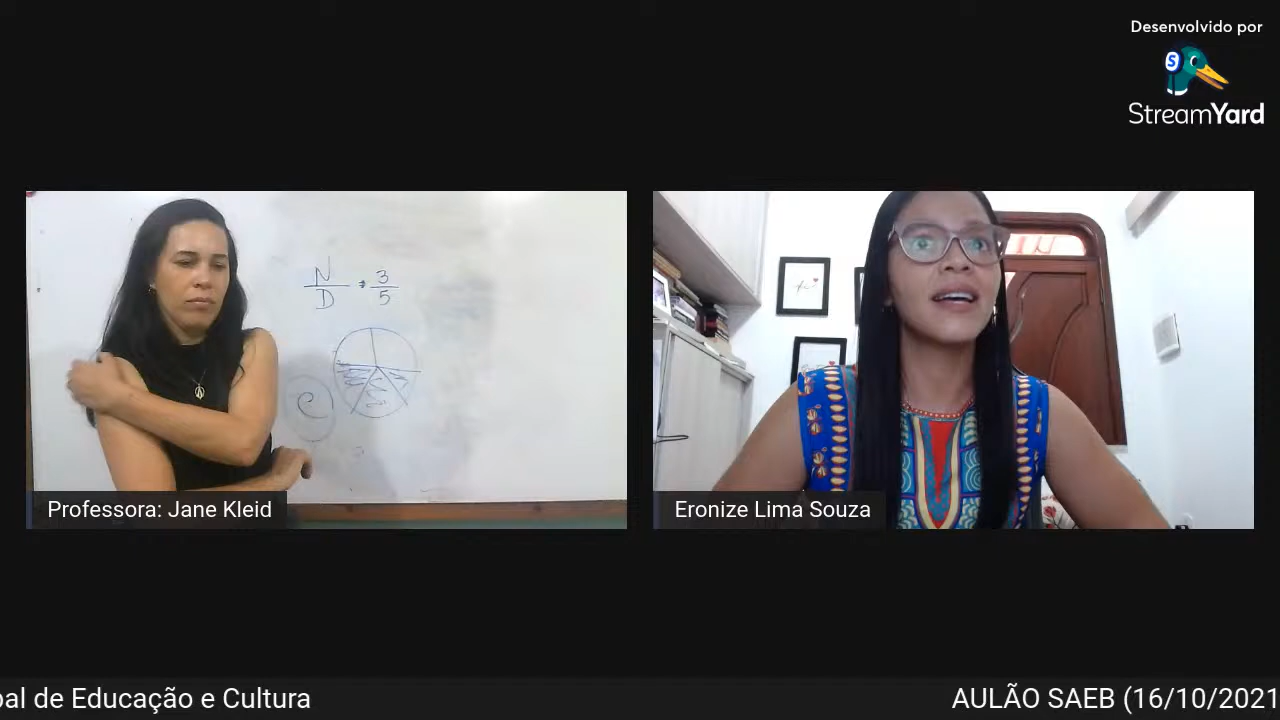 Desenvolvido por
S
StreamYard
N 3
D 5
C
Professora: Jane Kleid
Eronize Lima Souza
pal de Educação e Cultura
AULÃO SAEB (16/10/2021